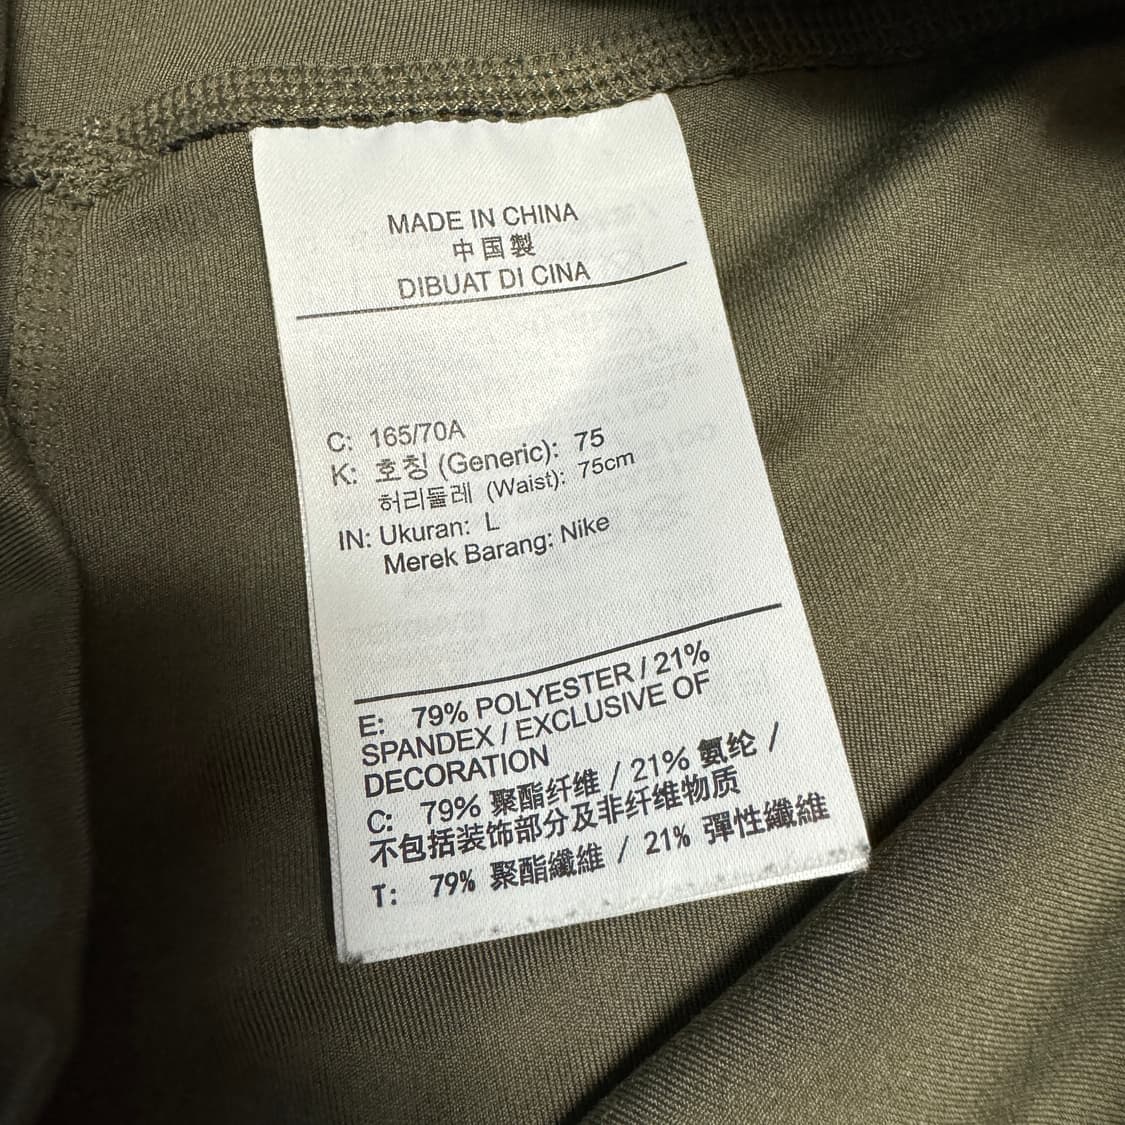 MADE IN CHINA
中国製
DIBUAT DI CINA
C: 165/70A
K: 호칭 (Generic): 75
허리둘레 (Waist): 75cm
IN: Ukuran: L
Merek Barang: Nike
E: 79% POLYESTER / 21%
SPANDEX / EXCLUSIVE OF
DECORATION
C: 79% 聚酯纤维 / 21% 氨纶 /
不包括装饰部分及非纤维物质
T: 79% 聚酯纖維 / 21% 彈性纖維